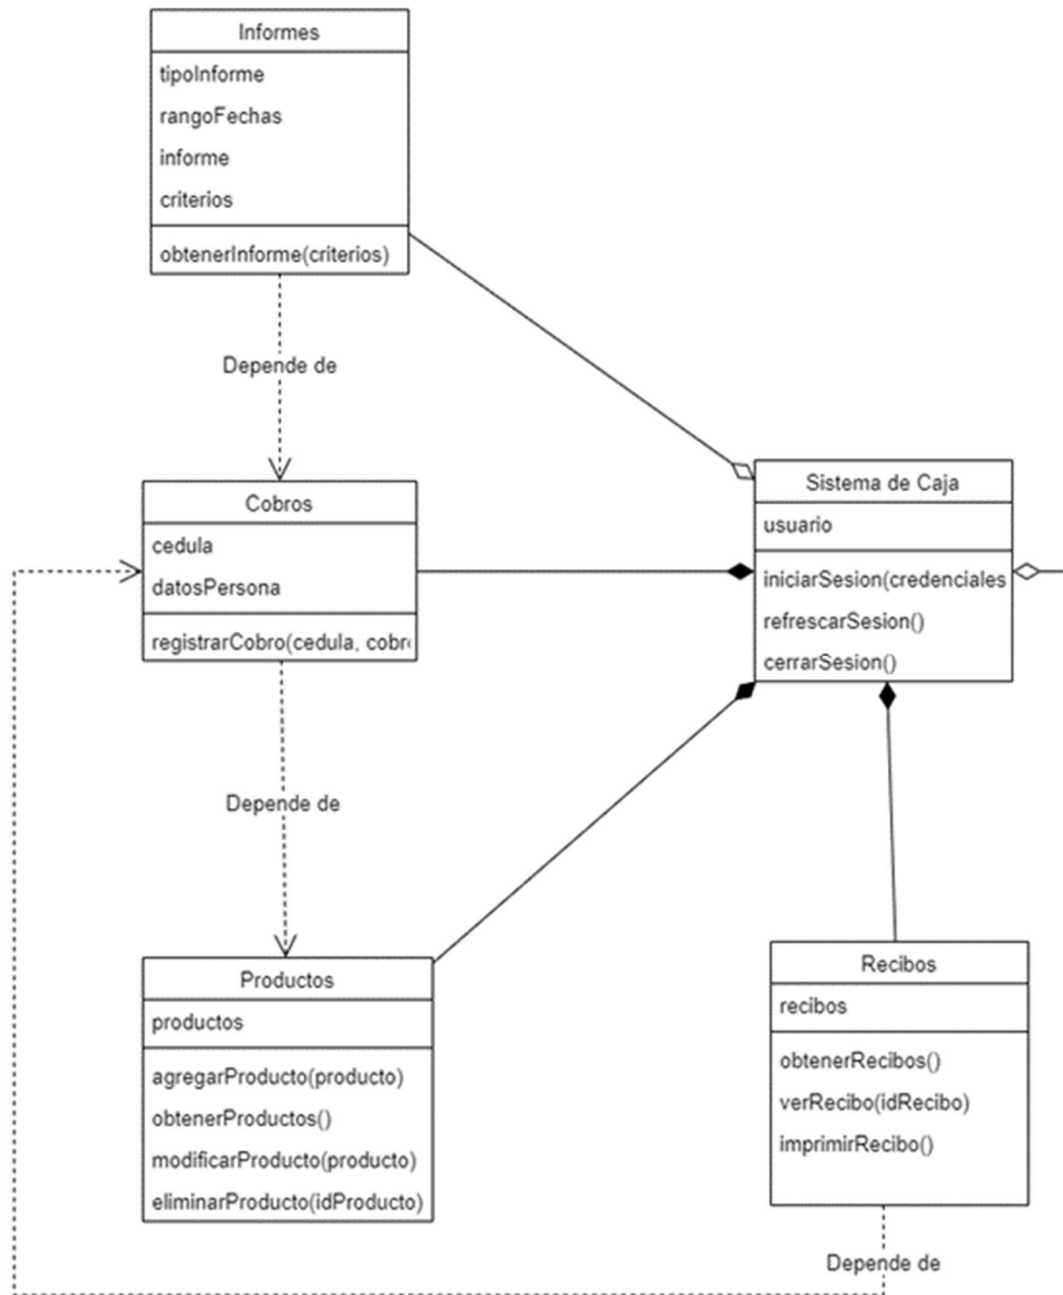 Informes
tipoInforme
rangoFechas
informe
criterios
obtenerInforme(criterios)
Depende de
Cobros
cedula
datosPersona
registrarCobro(cedula, cobr
Depende de
Productos
productos
agregarProducto(producto)
obtenerProductos()
modificarProducto(producto)
eliminarProducto(idProducto)
Sistema de Caja
usuario
iniciarSesion(credenciales
refrescarSesion()
cerrarSesion()
Recibos
recibos
obtenerRecibos()
verRecibo(idRecibo)
imprimirRecibo()
Depende de